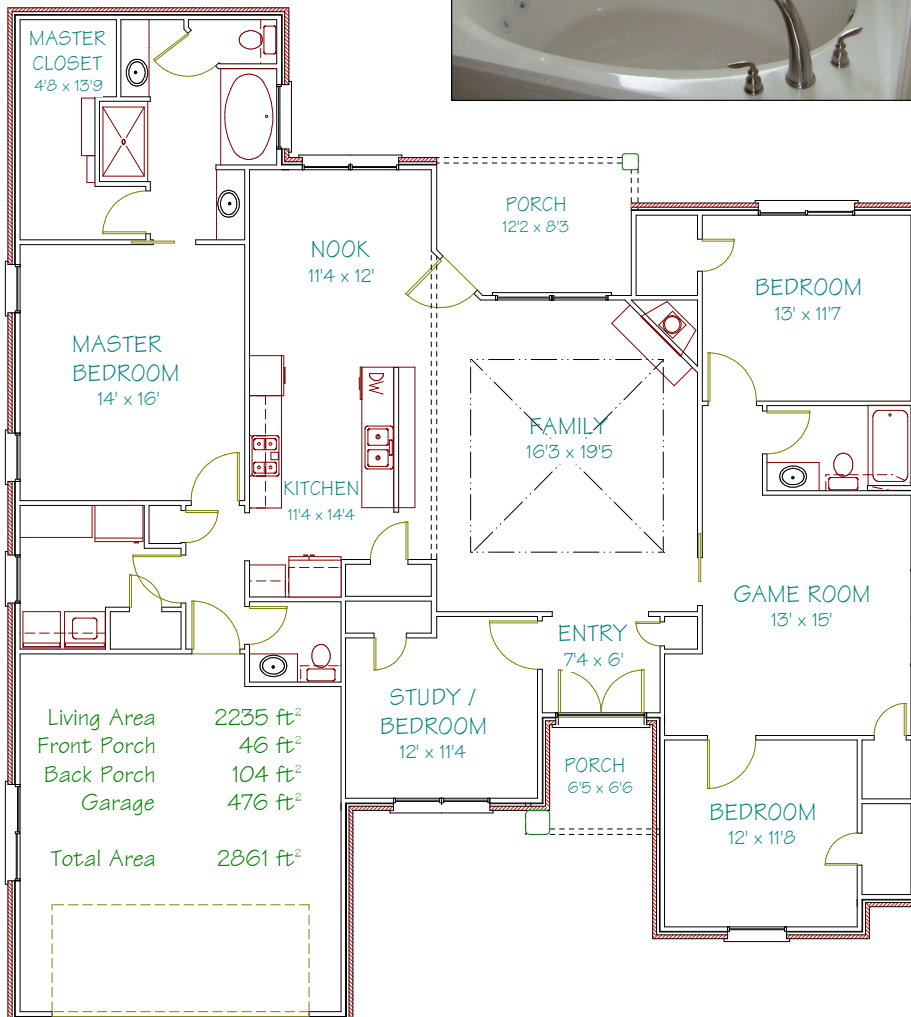 MASTER
CLOSET
4'8 x 13'9
PORCH
12'2 x 8'3
NOOK
11'4 x 12'
BEDROOM
13' x 11'7
MASTER
BEDROOM
14' x 16'
DW
FAMILY
16'3 x 19'5
KITCHEN
11'4 x 14'4
GAME ROOM
13' x 15'
ENTRY
7'4 x 6'
STUDY /
BEDROOM
12' x 11'4
Living Area 2235 ft²
Front Porch 46 ft²
Back Porch 104 ft²
Garage 476 ft²
Total Area 2861 ft²
PORCH
6'5 x 6'6
BEDROOM
12' x 11'8